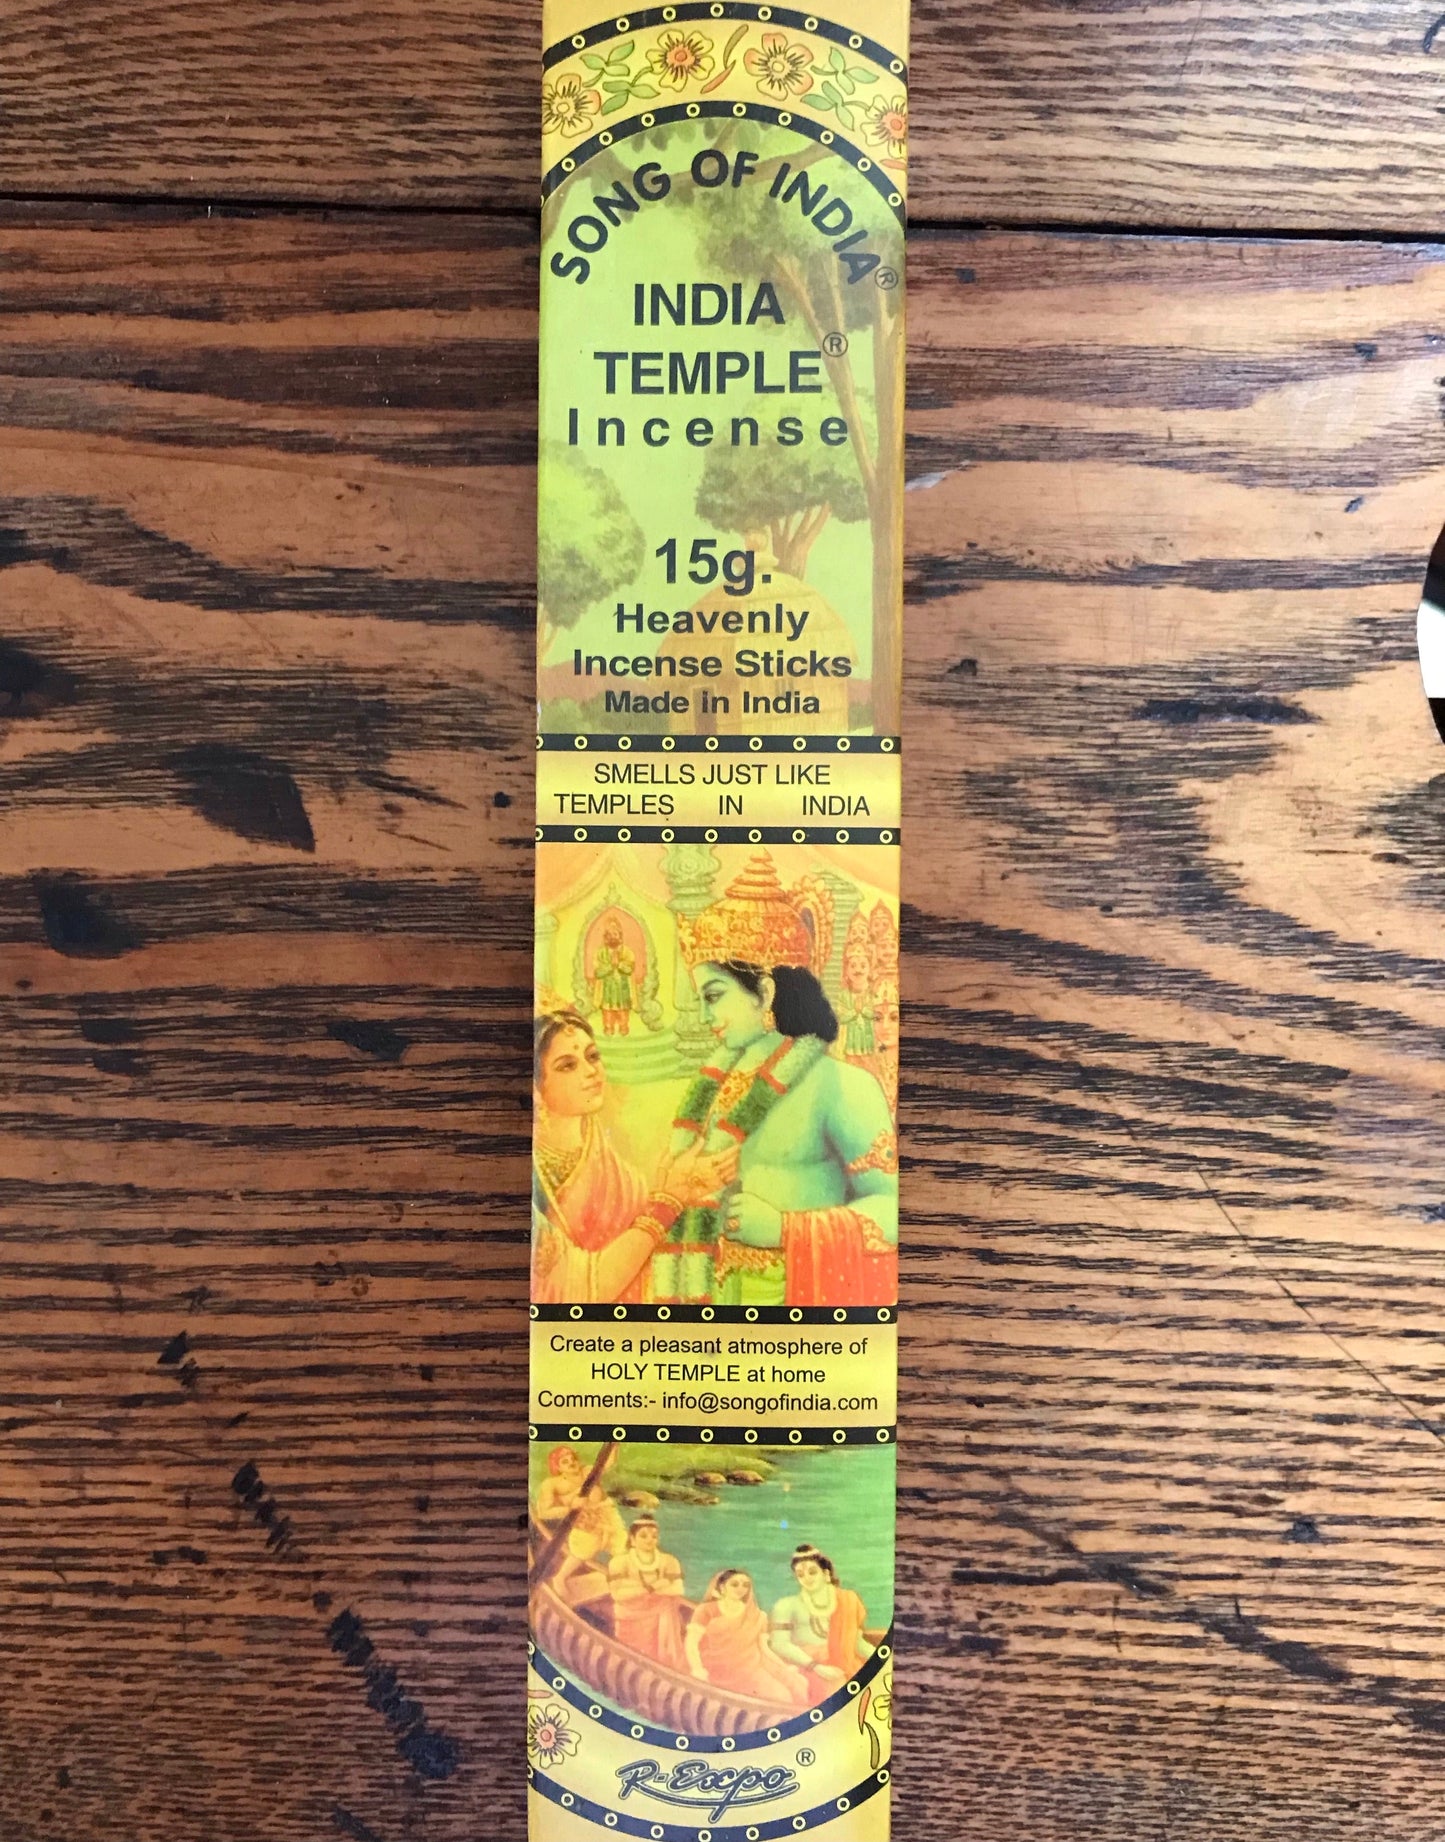 SONG OF INDIA®
INDIA
TEMPLE®
Incense
15g.
Heavenly
Incense Sticks
Made in India
SMELLS JUST LIKE
TEMPLES IN INDIA
Create a pleasant atmosphere of
HOLY TEMPLE at home
Comments:- info@songofindia.com
R-Expo®